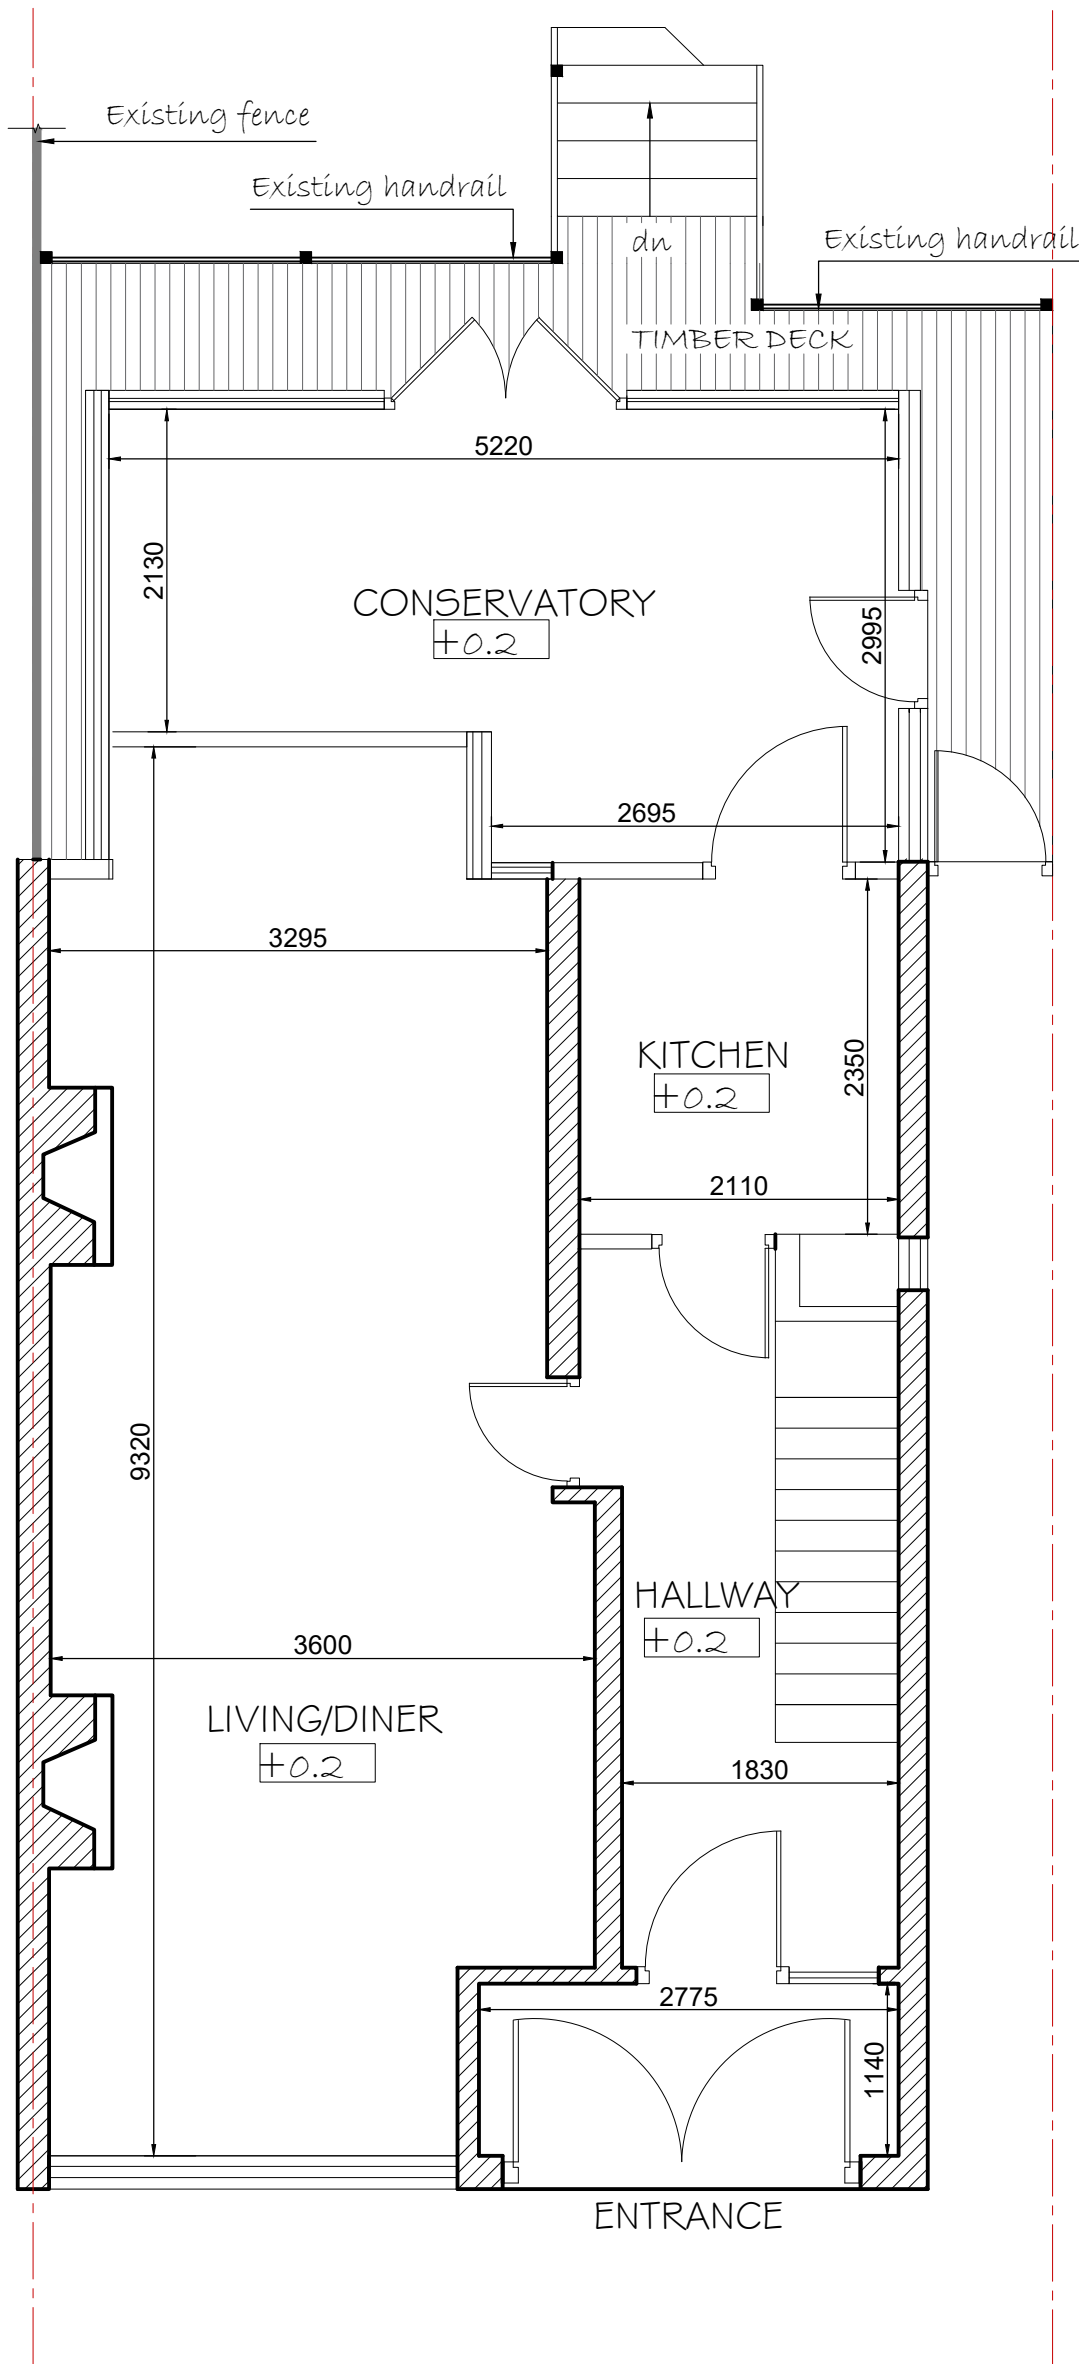 Existing fence
Existing handrail
dn
Existing handrail
TIMBER DECK
5220
2130
CONSERVATORY
+0.2
2995
2695
3295
KITCHEN
+0.2
2350
2110
9320
HALLWAY
+0.2
3600
LIVING/DINER
+0.2
1830
2775
1140
ENTRANCE